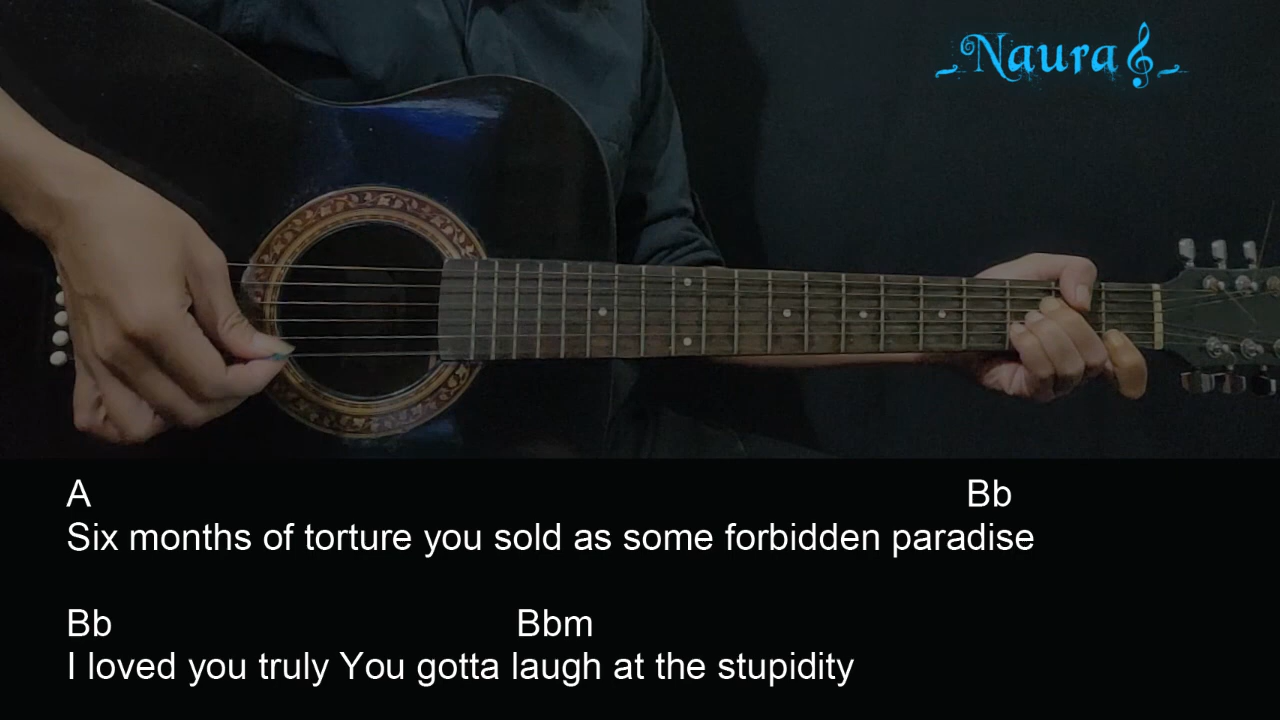 Naura
A Bb
Six months of torture you sold as some forbidden paradise
Bb Bbm
I loved you truly You gotta laugh at the stupidity